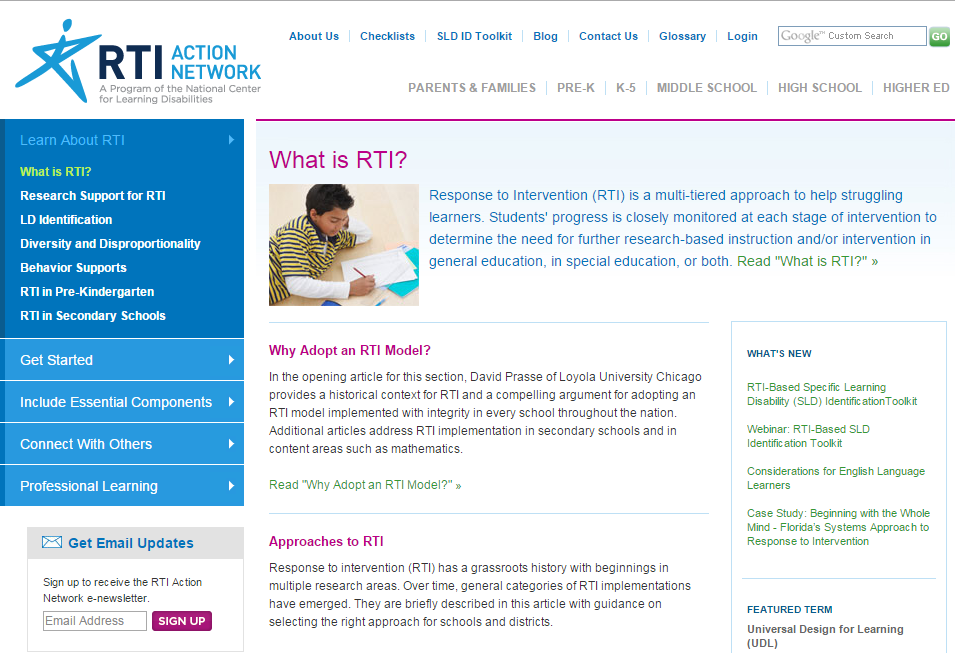 RTI ACTION NETWORK
A Program of the National Center
for Learning Disabilities
About Us
Checklists
SLD ID Toolkit
Blog
Contact Us
Glossary
Login
Google™ Custom Search
GO
PARENTS & FAMILIES
PRE-K
K-5
MIDDLE SCHOOL
HIGH SCHOOL
HIGHER ED
Learn About RTI
What is RTI?
Research Support for RTI
LD Identification
Diversity and Disproportionality
Behavior Supports
RTI in Pre-Kindergarten
RTI in Secondary Schools
Get Started
Include Essential Components
Connect With Others
Professional Learning
Get Email Updates
Sign up to receive the RTI Action
Network e-newsletter.
Email Address
SIGN UP
What is RTI?
Response to Intervention (RTI) is a multi-tiered approach to help struggling
learners. Students' progress is closely monitored at each stage of intervention to
determine the need for further research-based instruction and/or intervention in
general education, in special education, or both. Read "What is RTI?" »
Why Adopt an RTI Model?
In the opening article for this section, David Prasse of Loyola University Chicago
provides a historical context for RTI and a compelling argument for adopting an
RTI model implemented with integrity in every school throughout the nation.
Additional articles address RTI implementation in secondary schools and in
content areas such as mathematics.
Read "Why Adopt an RTI Model?" »
Approaches to RTI
Response to intervention (RTI) has a grassroots history with beginnings in
multiple research areas. Over time, general categories of RTI implementations
have emerged. They are briefly described in this article with guidance on
selecting the right approach for schools and districts.
WHAT'S NEW
RTI-Based Specific Learning
Disability (SLD) IdentificationToolkit
Webinar: RTI-Based SLD
Identification Toolkit
Considerations for English Language
Learners
Case Study: Beginning with the Whole
Mind - Florida's Systems Approach to
Response to Intervention
FEATURED TERM
Universal Design for Learning
(UDL)